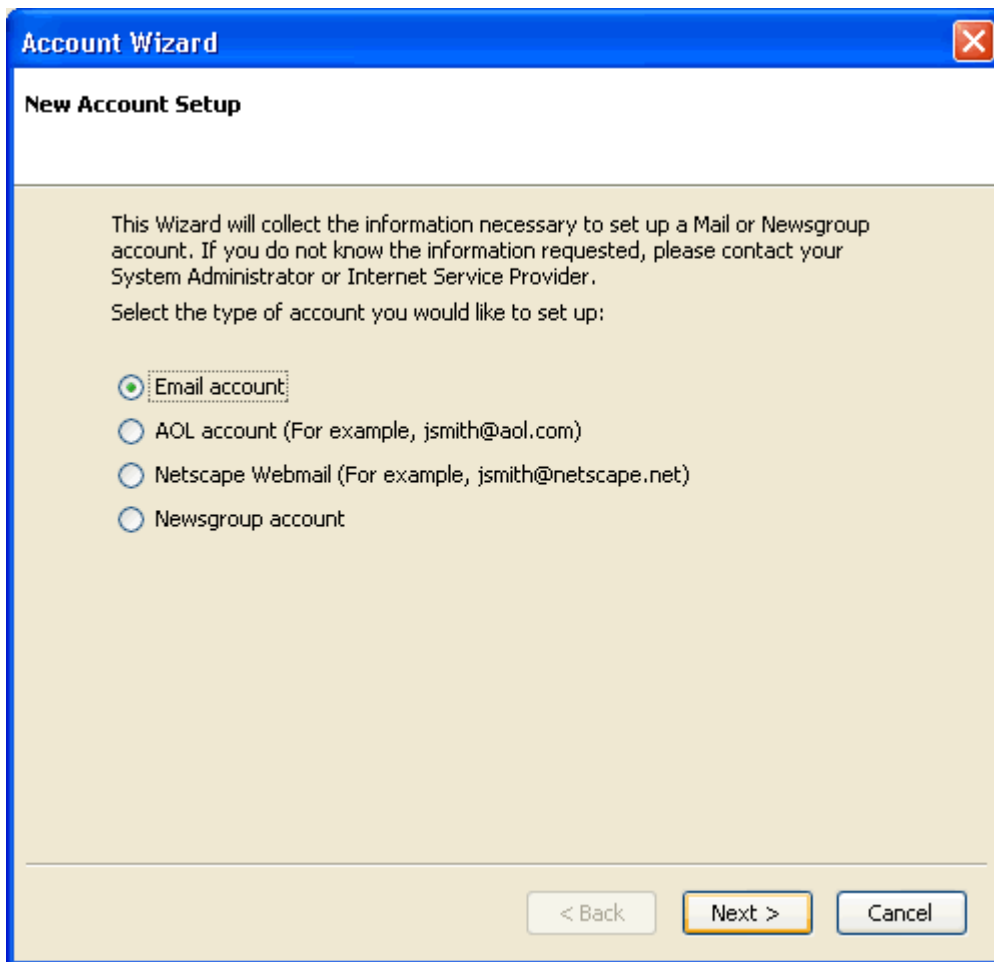 Account Wizard
New Account Setup
This Wizard will collect the information necessary to set up a Mail or Newsgroup
account. If you do not know the information requested, please contact your
System Administrator or Internet Service Provider.
Select the type of account you would like to set up:
Email account
AOL account (For example, jsmith@aol.com)
Netscape Webmail (For example, jsmith@netscape.net)
Newsgroup account
< Back Next > Cancel